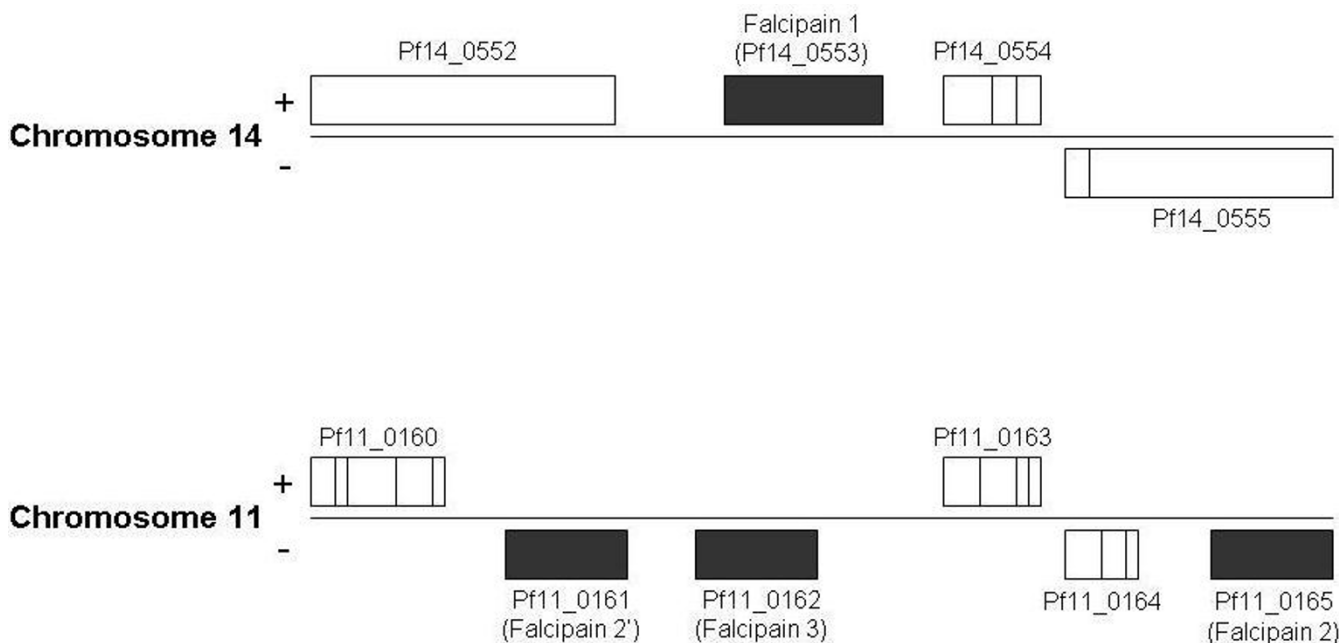 Falcipain 1
Pf14_0552
(Pf14_0553)
Pf14_0554
+
Chromosome 14
-
Pf14_0555
Pf11_0160
Pf11_0163
+
Chromosome 11
-
Pf11_0161
(Falcipain 2')
Pf11_0162
(Falcipain 3)
Pf11_0164
Pf11_0165
(Falcipain 2)